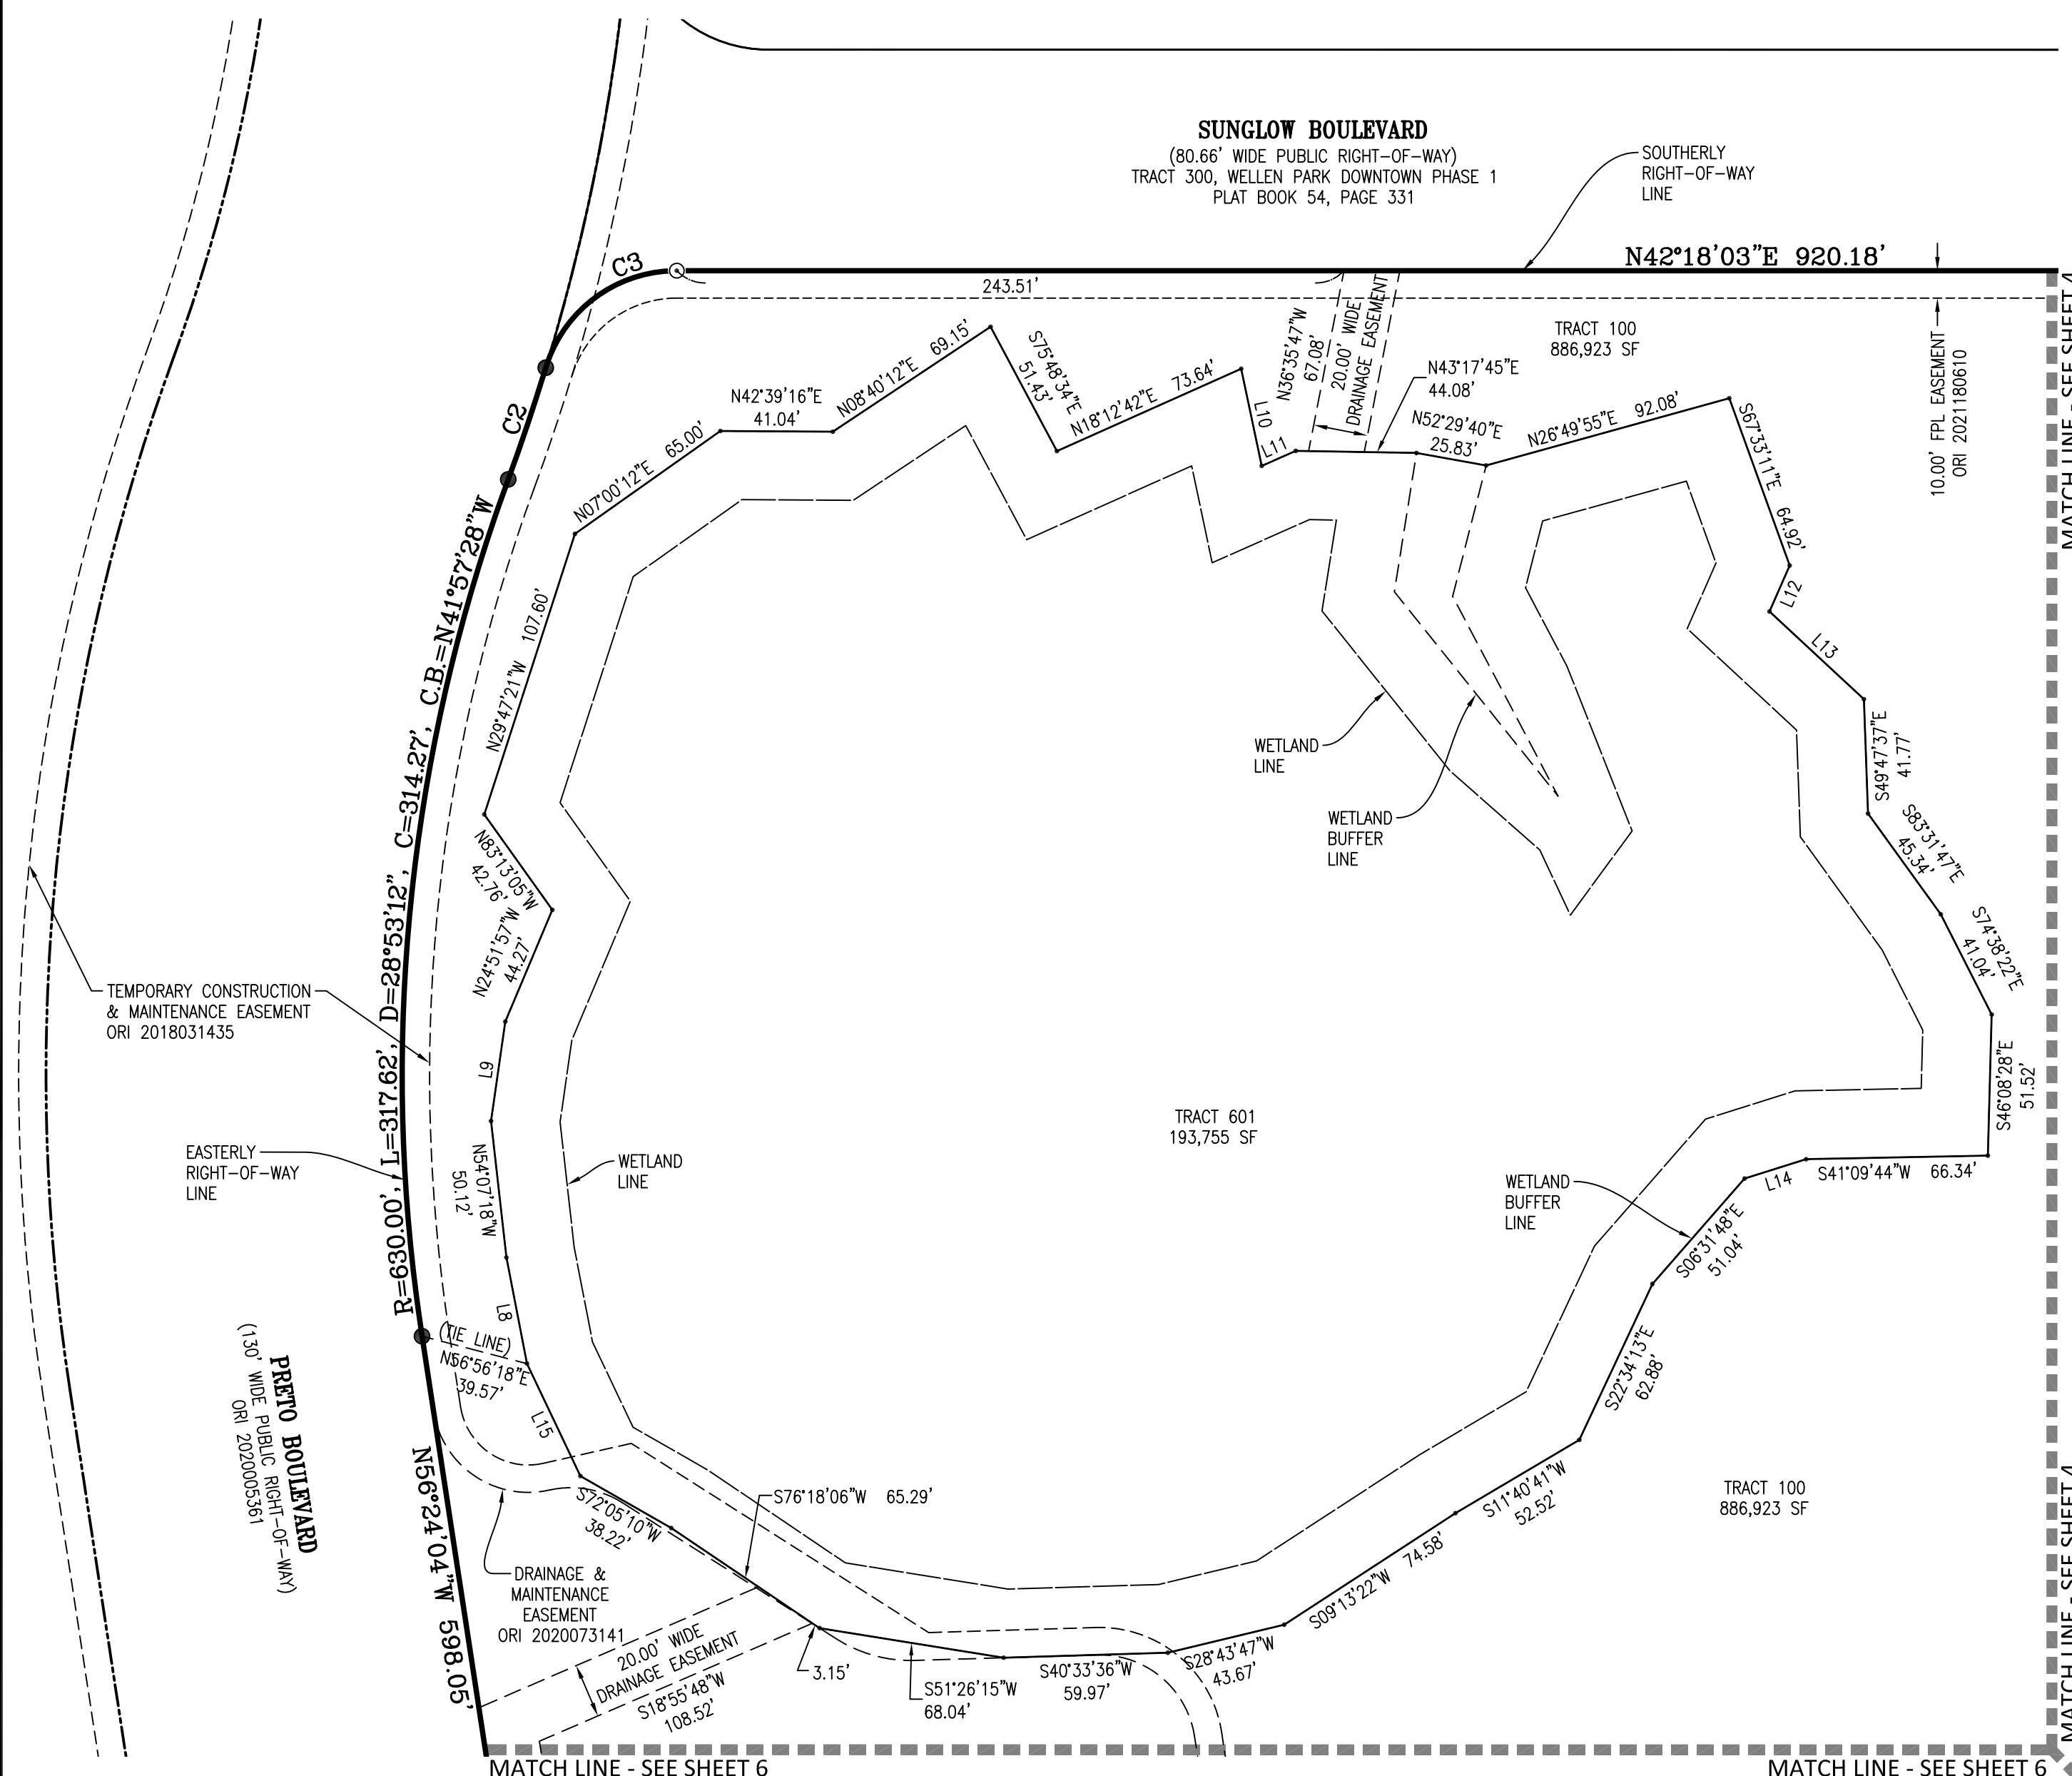 SUNGLOW BOULEVARD
(80.66' WIDE PUBLIC RIGHT-OF-WAY)
TRACT 300, WELLEN PARK DOWNTOWN PHASE 1
PLAT BOOK 54, PAGE 331
SOUTHERLY
RIGHT-OF-WAY
LINE
N42°18'03"E 920.18'
C3
243.51'
C2
N36°35'47"W
67.08'
20.00' WIDE
DRAINAGE EASEMENT
TRACT 100
886,923 SF
10.00' FPL EASEMENT
ORI 2021180610
MATCH LINE - SEE SHEET 4
N43°17'45"E
44.08'
N07°00'12"E 65.00'
N42°39'16"E
41.04'
N08°40'12"E 69.15'
S75°48'34"E
51.43'
N18°12'42"E 73.64'
L10
L11
N52°29'40"E
25.83'
N26°49'55"E 92.08'
S67°33'11"E 64.92'
L12
L13
S49°47'37"E
41.77'
S83°31'47"E
45.34'
S74°38'22"E
41.04'
S46°08'28"E
51.52'
S41°09'44"W 66.34'
L14
S06°31'48"E
51.04'
S22°34'13"E
62.88'
S11°40'41"W
52.52'
S09°13'22"W 74.58'
S28°43'47"W
43.67'
S40°33'36"W
59.97'
S51°26'15"W
68.04'
3.15'
S76°18'06"W 65.29'
S72°05'10"W
38.22'
L15
L8
N54°07'18"W
50.12'
L9
N24°51'57"W
44.27'
N83°13'05"W
42.76'
N29°47'21"W 107.60'
R=630.00', L=317.62', D=28°53'12", C=314.27', C.B.=N41°57'28"W
WETLAND
LINE
WETLAND
BUFFER
LINE
TEMPORARY CONSTRUCTION
& MAINTENANCE EASEMENT
ORI 2018031435
EASTERLY
RIGHT-OF-WAY
LINE
WETLAND
LINE
TRACT 601
193,755 SF
WETLAND
BUFFER
LINE
(TIE LINE)
N56°56'18"E
39.57'
PRETO BOULEVARD
(130' WIDE PUBLIC RIGHT-OF-WAY)
ORI 2020005361
N56°24'04"W 598.05'
DRAINAGE &
MAINTENANCE
EASEMENT
ORI 2020073141
20.00' WIDE
DRAINAGE EASEMENT
S18°55'48"W
108.52'
TRACT 100
886,923 SF
MATCH LINE - SEE SHEET 4
MATCH LINE - SEE SHEET 6
MATCH LINE - SEE SHEET 6